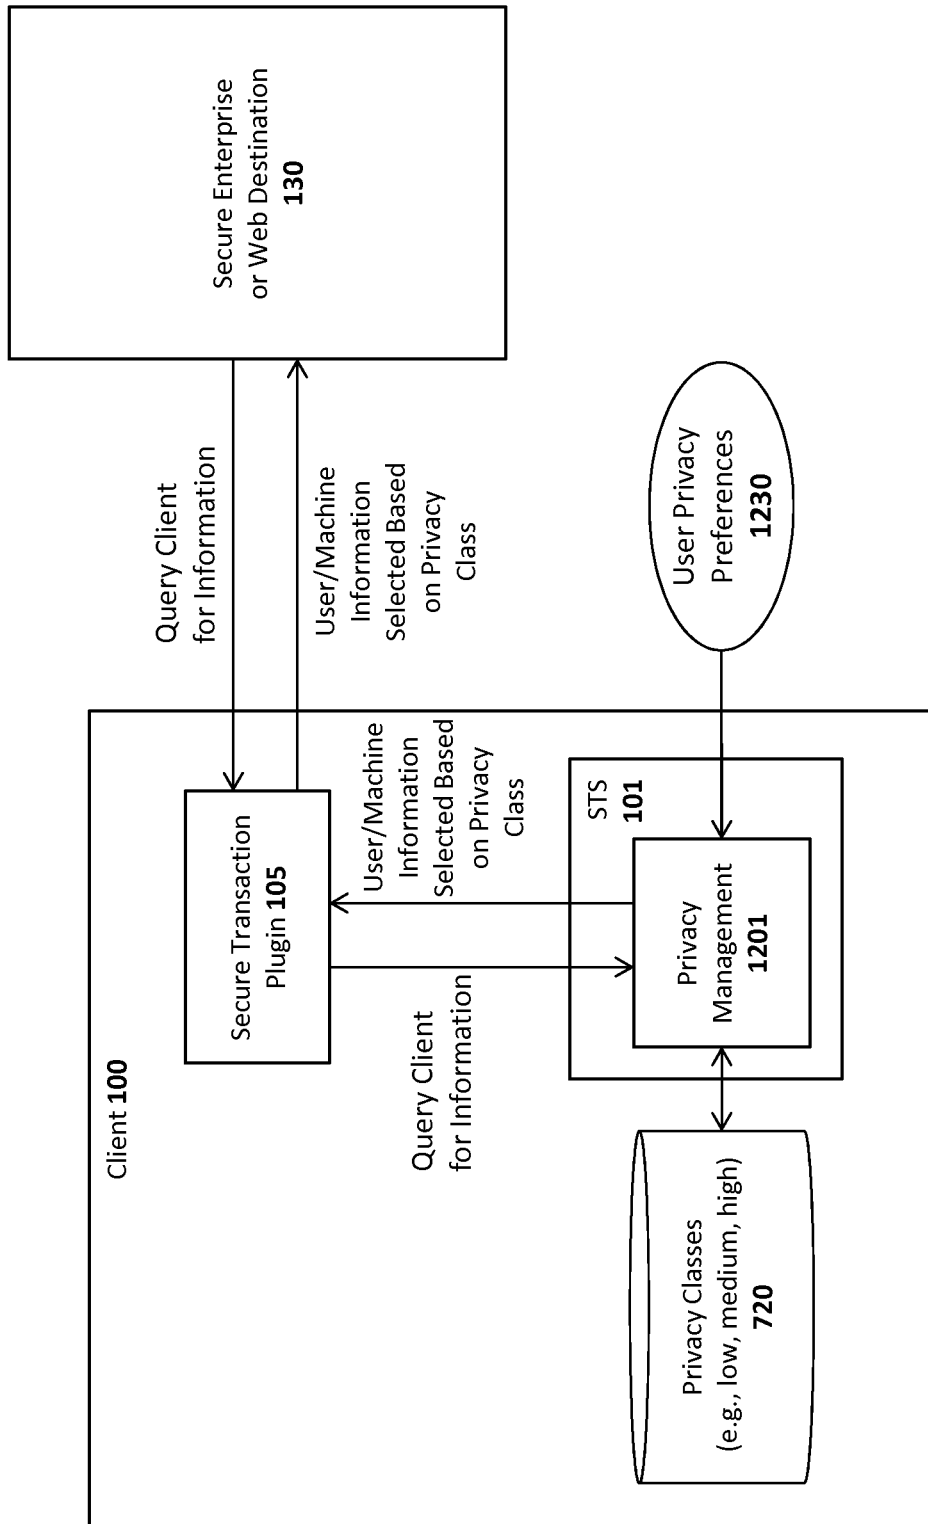 Client 100
Secure Transaction
Plugin 105
Query Client
for Information
User/Machine
Information
Selected Based
on Privacy
Class
Secure Enterprise
or Web Destination
130
Query Client
for Information
User/Machine
Information
Selected Based
on Privacy
Class
Privacy Classes
(e.g., low, medium, high)
720
STS
101
Privacy
Management
1201
User Privacy
Preferences
1230